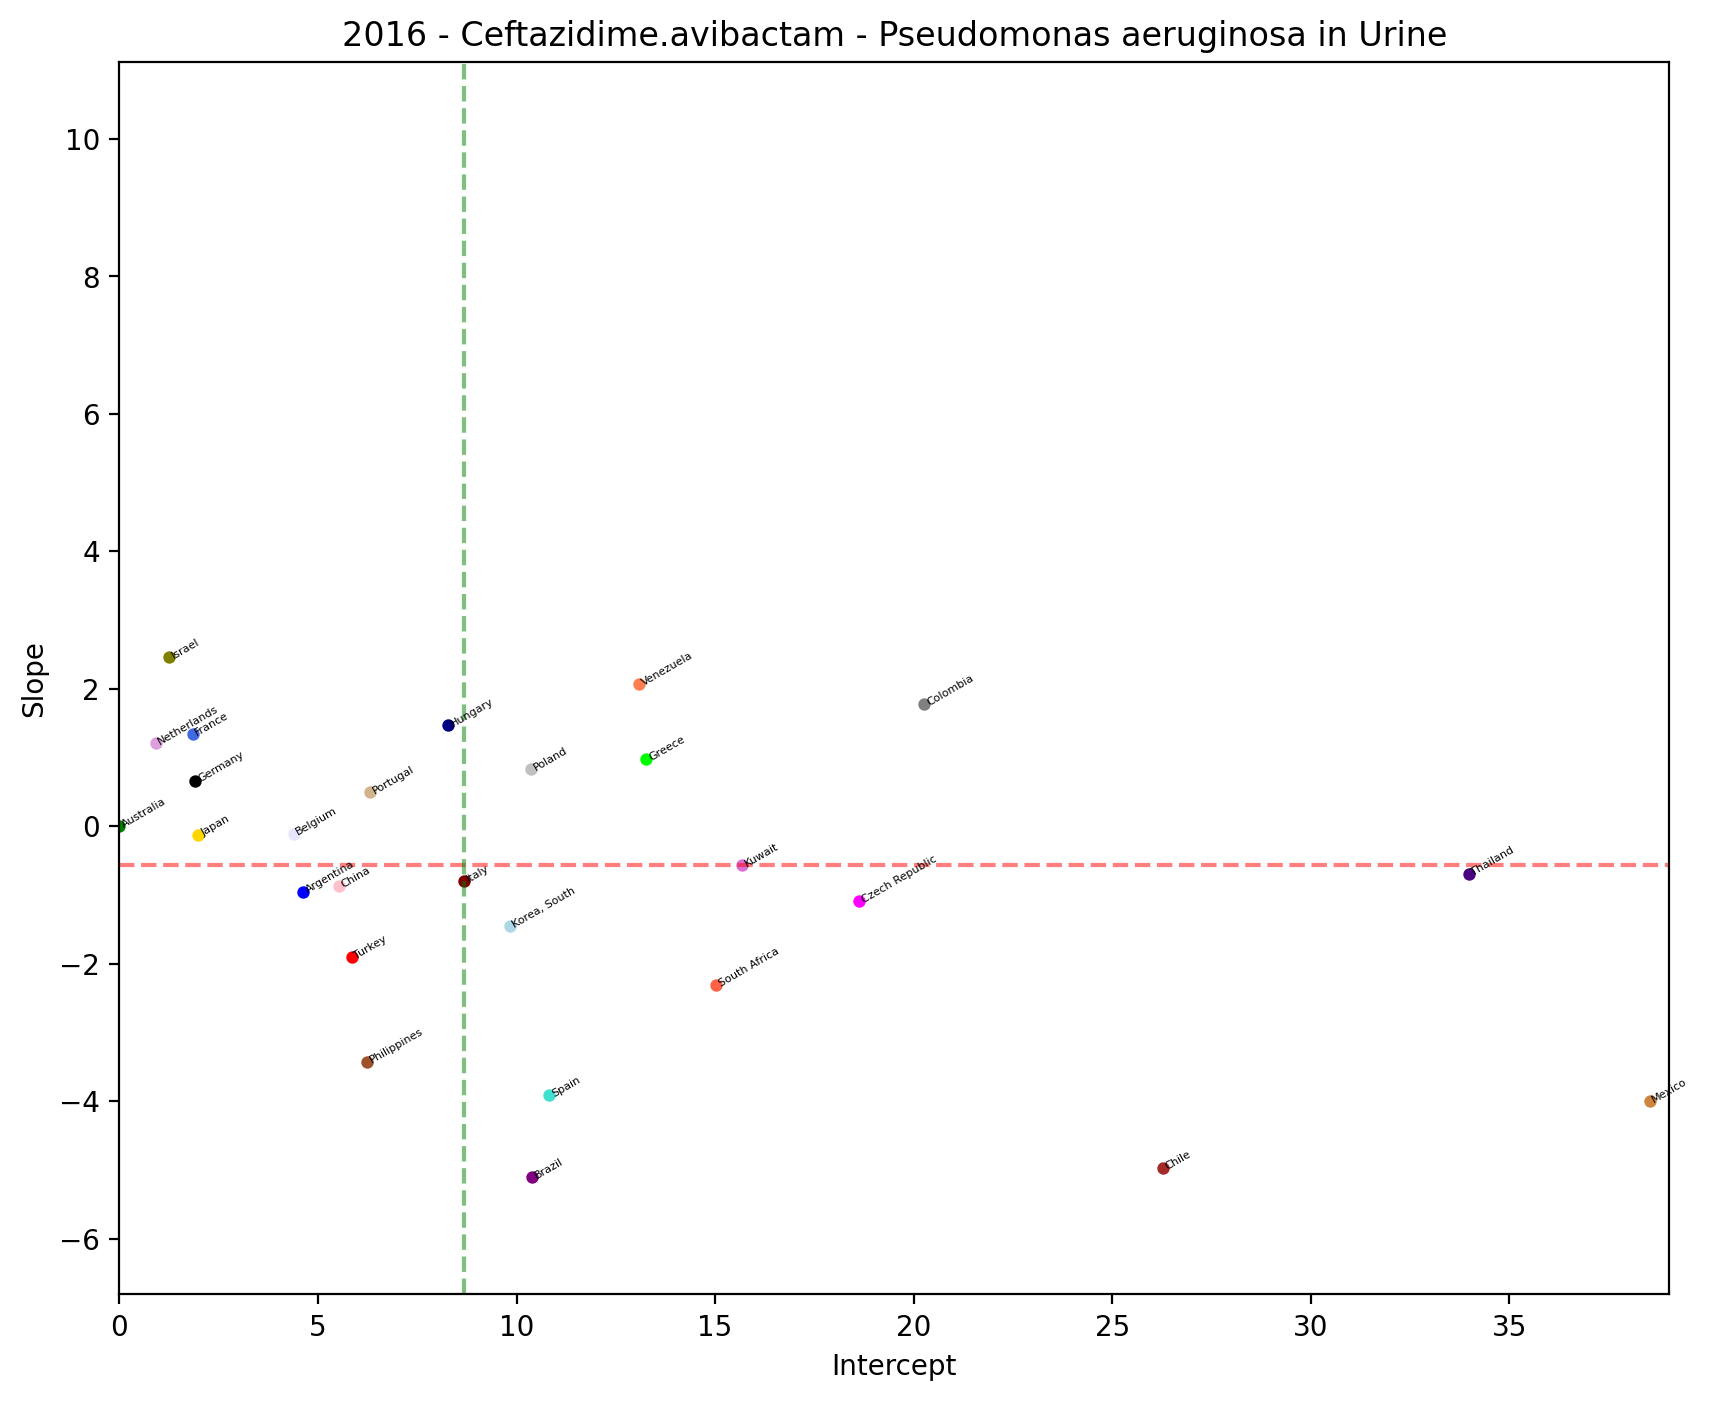 2016 - Ceftazidime.avibactam - Pseudomonas aeruginosa in Urine
10
8
6
4
2
0
−2
−4
−6
Slope
Israel
Netherlands
France
Germany
Australia
Japan
Belgium
Portugal
Hungary
Poland
Venezuela
Greece
Colombia
Argentina
China
Italy
Kuwait
Czech Republic
Thailand
Korea, South
Turkey
South Africa
Philippines
Spain
Brazil
Chile
Mexico
0
5
10
15
20
25
30
35
Intercept